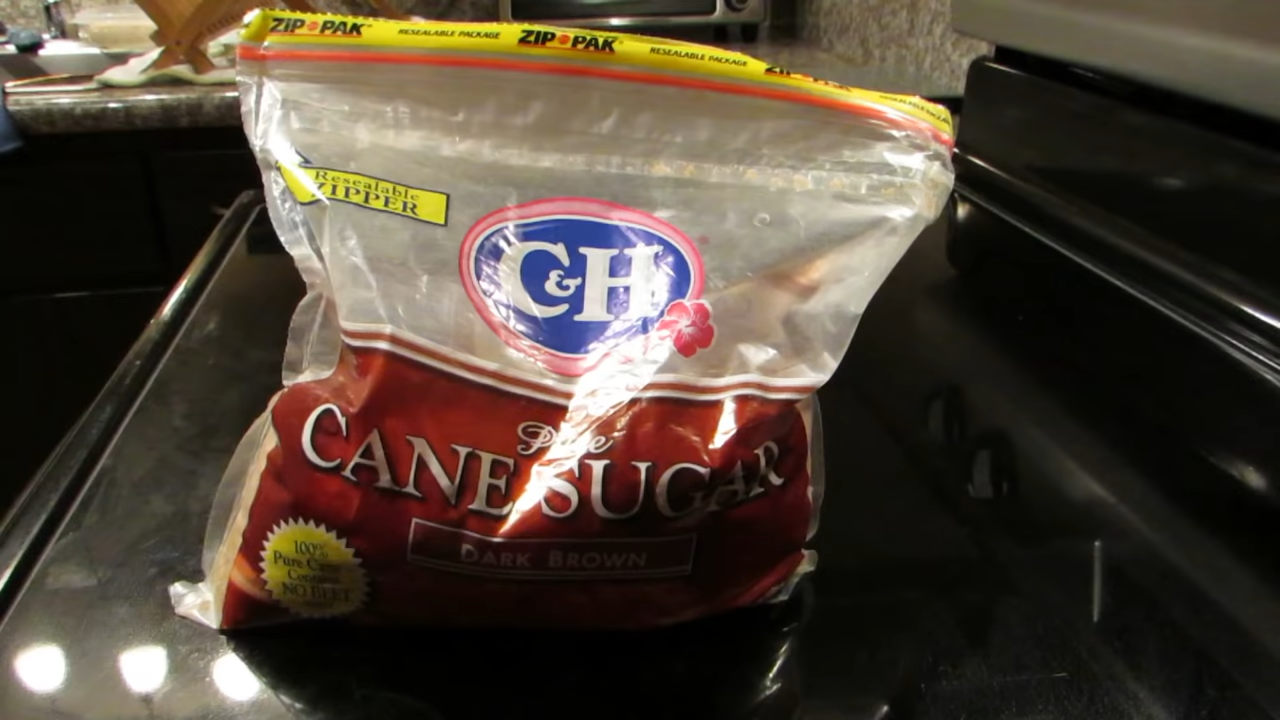 ZIP PAK RESEALABLE PACKAGE ZIP PAK RESEALABLE PACKAGE
Resealable
ZIPPER
C&H
Pure
CANE SUGAR
DARK BROWN
100%
Pure Cane
NO BEET